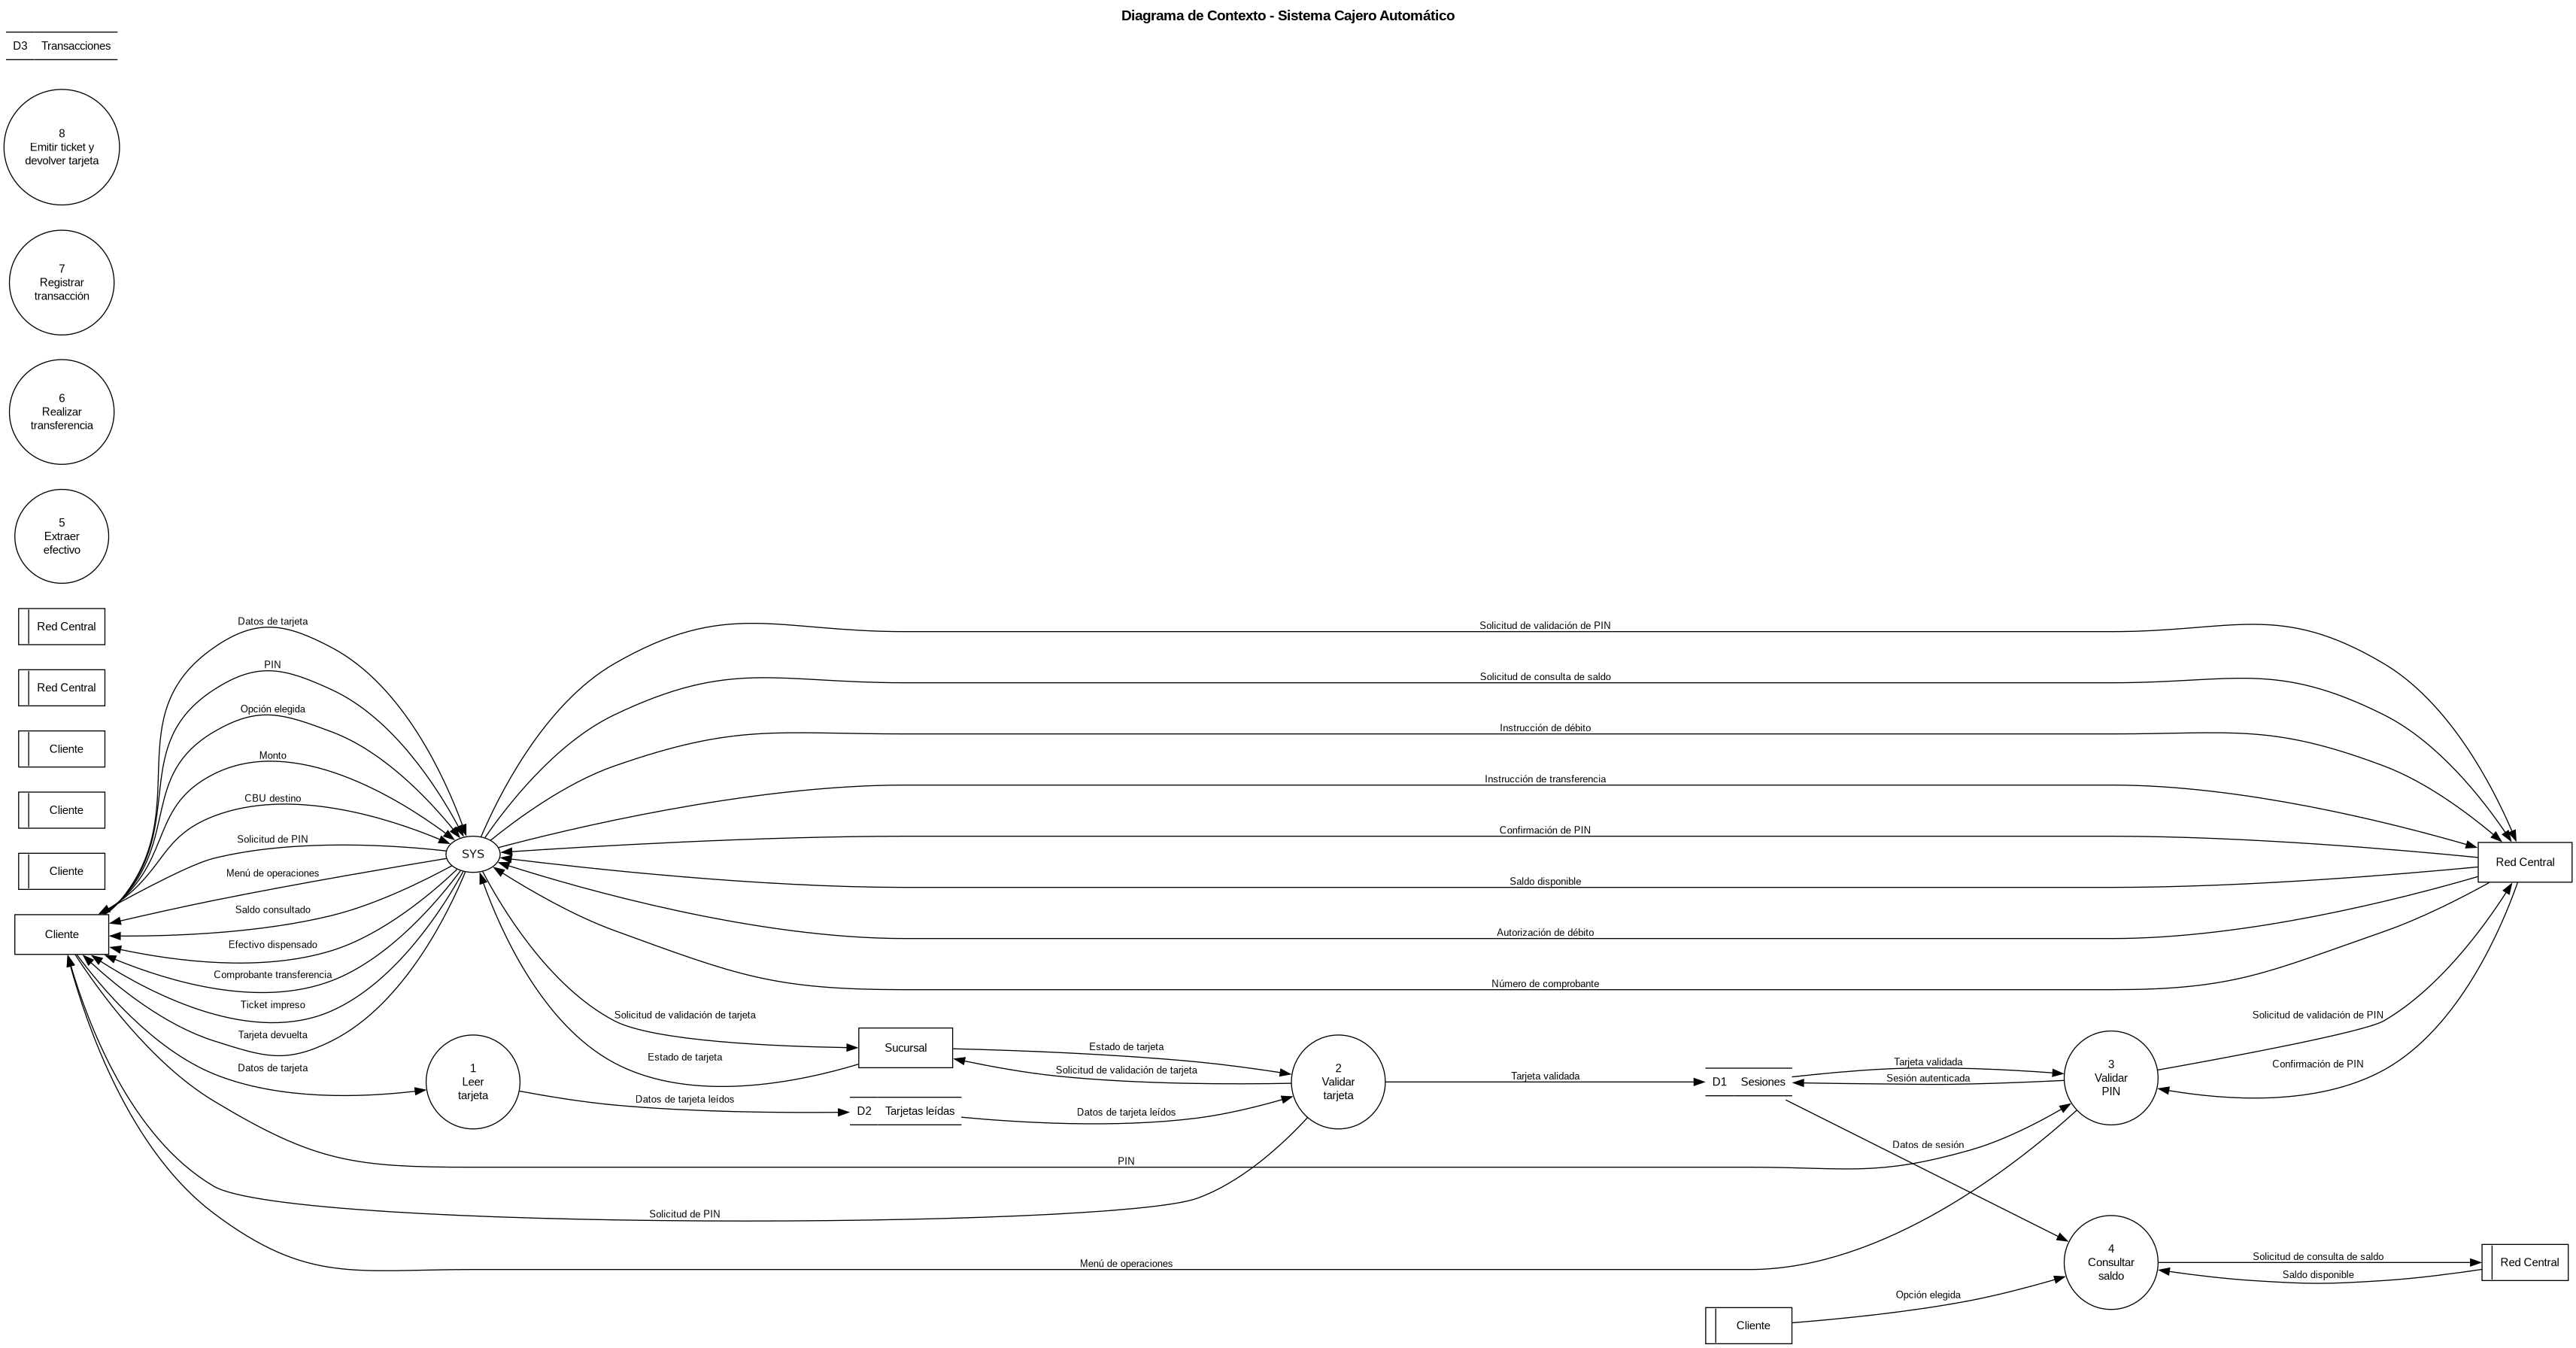 Diagrama de Contexto - Sistema Cajero Automático
D3 Transacciones
8
Emitir ticket y
devolver tarjeta
7
Registrar
transacción
6
Realizar
transferencia
5
Extraer
efectivo
Red Central
Red Central
Cliente
Cliente
Cliente
Cliente
Datos de tarjeta
PIN
Opción elegida
Monto
CBU destino
Solicitud de PIN
Menú de operaciones
Saldo consultado
Efectivo dispensado
Comprobante transferencia
Ticket impreso
Tarjeta devuelta
Datos de tarjeta
SYS
Solicitud de validación de PIN
Solicitud de consulta de saldo
Instrucción de débito
Instrucción de transferencia
Confirmación de PIN
Saldo disponible
Autorización de débito
Número de comprobante
Red Central
Solicitud de validación de tarjeta
Estado de tarjeta
Sucursal
Estado de tarjeta
Solicitud de validación de tarjeta
1
Leer
tarjeta
Datos de tarjeta leídos
D2 Tarjetas leídas
Datos de tarjeta leídos
2
Validar
tarjeta
Tarjeta validada
D1 Sesiones
Tarjeta validada
Sesión autenticada
3
Validar
PIN
Solicitud de validación de PIN
Confirmación de PIN
Datos de sesión
PIN
Solicitud de PIN
Menú de operaciones
4
Consultar
saldo
Solicitud de consulta de saldo
Saldo disponible
Red Central
Opción elegida
Cliente